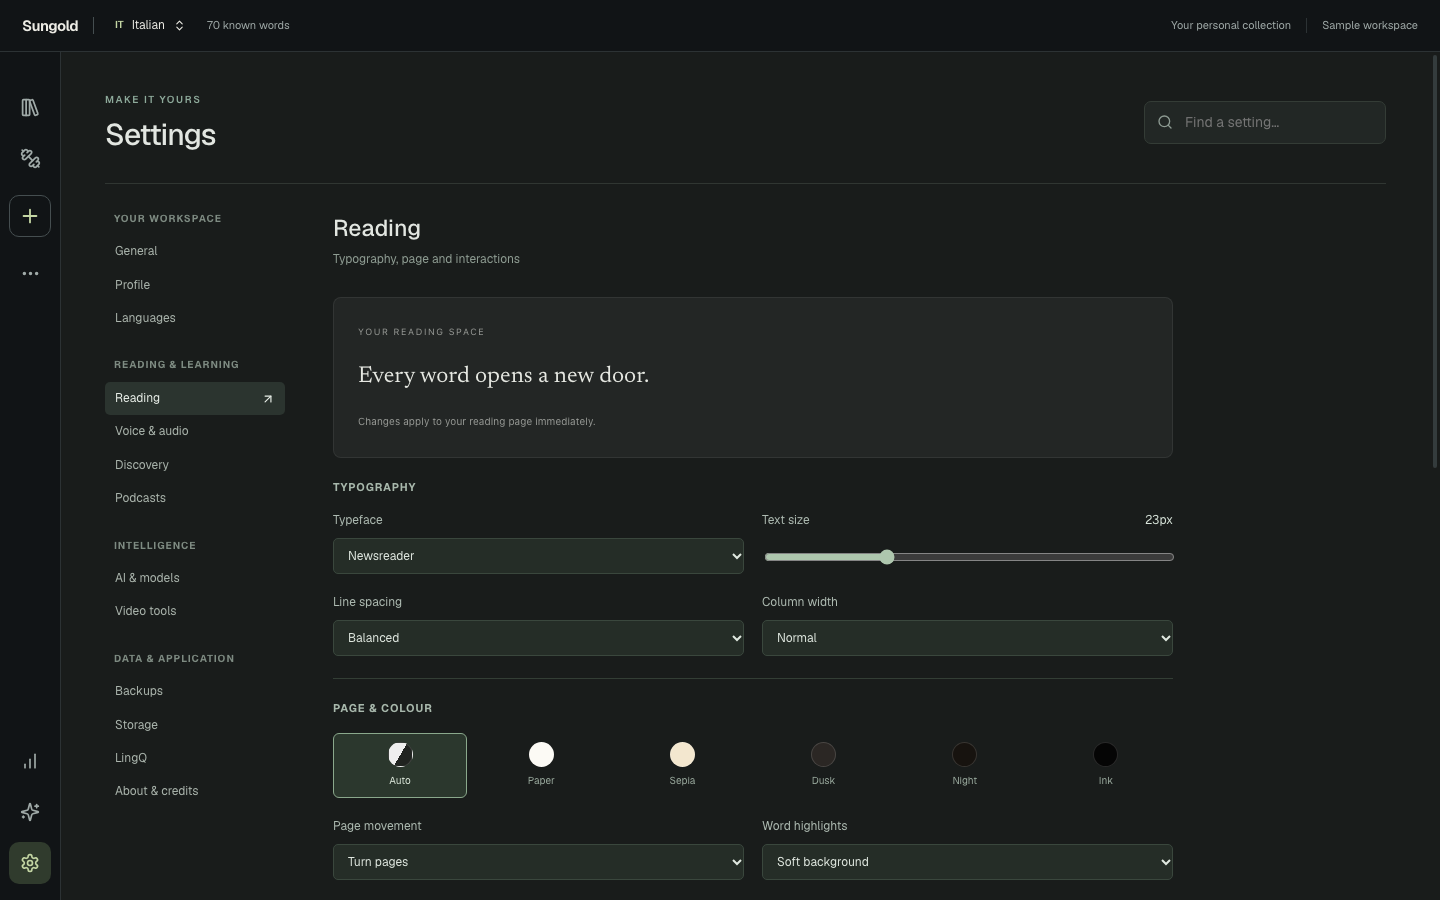 Sungold
IT Italian
70 known words
Your personal collection
Sample workspace
MAKE IT YOURS
Settings
Find a setting...
YOUR WORKSPACE
General
Profile
Languages
READING & LEARNING
Reading
Voice & audio
Discovery
Podcasts
INTELLIGENCE
AI & models
Video tools
DATA & APPLICATION
Backups
Storage
LingQ
About & credits
Reading
Typography, page and interactions
YOUR READING SPACE
Every word opens a new door.
Changes apply to your reading page immediately.
TYPOGRAPHY
Typeface
Newsreader
Text size
23px
Line spacing
Balanced
Column width
Normal
PAGE & COLOUR
Auto
Paper
Sepia
Dusk
Night
Ink
Page movement
Turn pages
Word highlights
Soft background